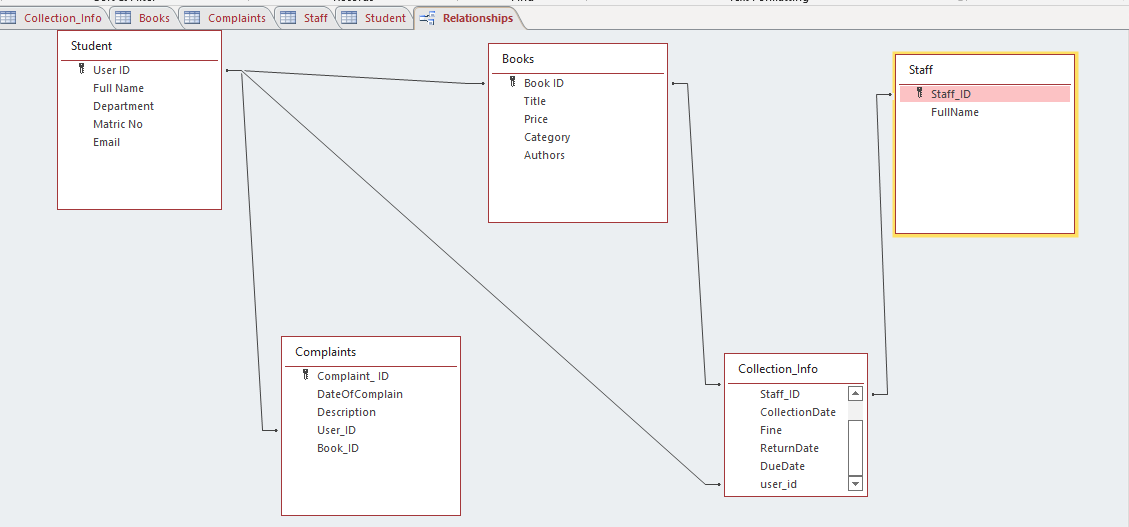 Collection_Info Books Complaints Staff Student Relationships
Student
User ID
Full Name
Department
Matric No
Email
Books
Book ID
Title
Price
Category
Authors
Staff
Staff_ID
FullName
Complaints
Complaint_ ID
DateOfComplain
Description
User_ID
Book_ID
Collection_Info
Staff_ID
CollectionDate
Fine
ReturnDate
DueDate
user_id